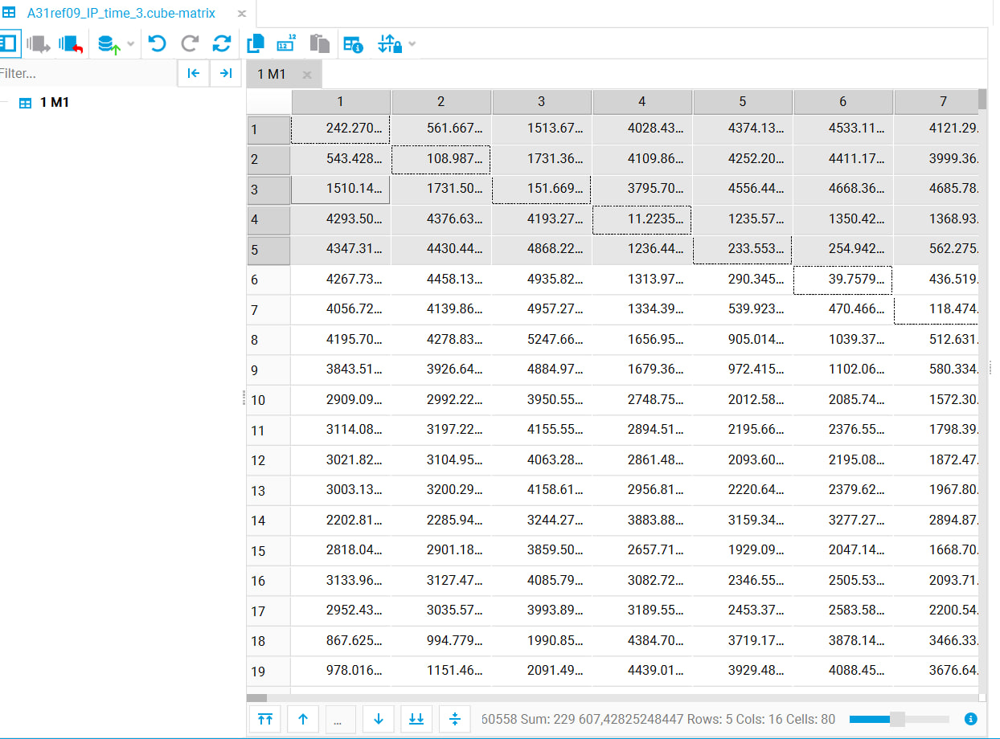 A31ref09_IP_time_3.cube-matrix
Filter...
1 M1
1 M1
1 2 3 4 5 6 7
1 242.270... 561.667... 1513.67... 4028.43... 4374.13... 4533.11... 4121.29.
2 543.428... 108.987... 1731.36... 4109.86... 4252.20... 4411.17... 3999.36.
3 1510.14... 1731.50... 151.669... 3795.70... 4556.44... 4668.36... 4685.78.
4 4293.50... 4376.63... 4193.27... 11.2235... 1235.57... 1350.42... 1368.93.
5 4347.31... 4430.44... 4868.22... 1236.44... 233.553... 254.942... 562.275.
6 4267.73... 4458.13... 4935.82... 1313.97... 290.345... 39.7579... 436.519.
7 4056.72... 4139.86... 4957.27... 1334.39... 539.923... 470.466... 118.474.
8 4195.70... 4278.83... 5247.66... 1656.95... 905.014... 1039.37... 512.631.
9 3843.51... 3926.64... 4884.97... 1679.36... 972.415... 1102.06... 580.334.
10 2909.09... 2992.22... 3950.55... 2748.75... 2012.58... 2085.74... 1572.30.
11 3114.08... 3197.22... 4155.55... 2894.51... 2195.66... 2376.55... 1798.39.
12 3021.82... 3104.95... 4063.28... 2861.48... 2093.60... 2195.08... 1872.47.
13 3003.13... 3200.29... 4158.61... 2956.81... 2220.64... 2379.62... 1967.80.
14 2202.81... 2285.94... 3244.27... 3883.88... 3159.34... 3277.27... 2894.87.
15 2818.04... 2901.18... 3859.50... 2657.71... 1929.09... 2047.14... 1668.70.
16 3133.96... 3127.47... 4085.79... 3082.72... 2346.55... 2505.53... 2093.71.
17 2952.43... 3035.57... 3993.89... 3189.55... 2453.37... 2583.58... 2200.54.
18 867.625... 994.779... 1990.85... 4384.70... 3719.17... 3878.14... 3466.33.
19 978.016... 1151.46... 2091.49... 4439.01... 3929.48... 4088.45... 3676.64.
... 60558 Sum: 229 607,42825248447 Rows: 5 Cols: 16 Cells: 80